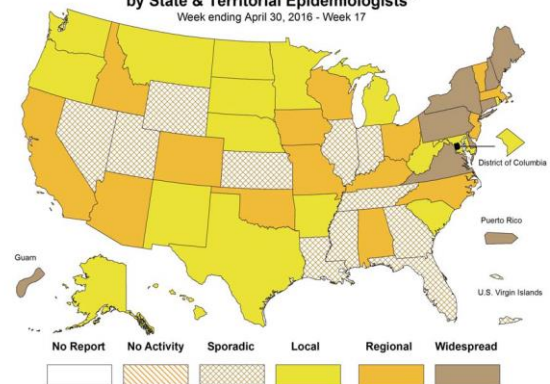 by State & Territorial Epidemiologists
Week ending April 30, 2016 - Week 17
District of Columbia
Puerto Rico
Guam
U.S. Virgin Islands
No Report No Activity Sporadic Local Regional Widespread